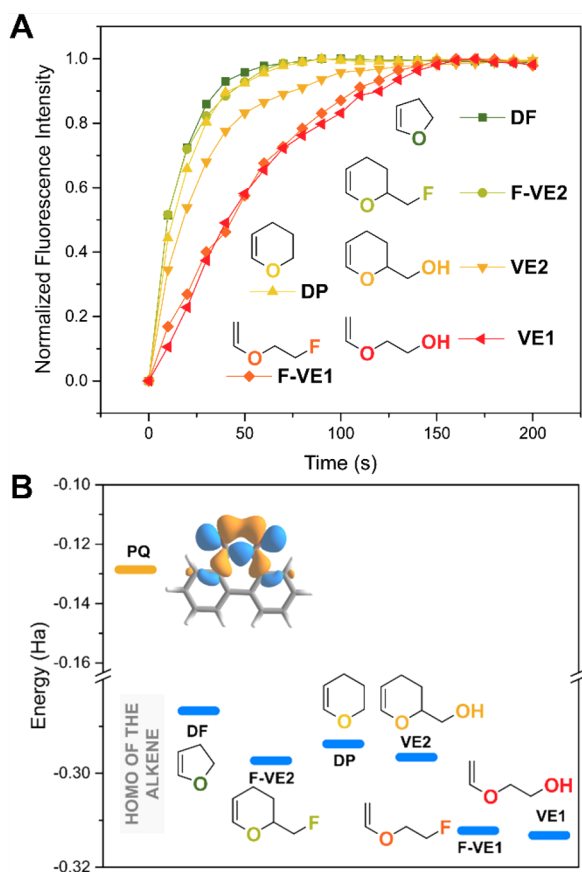 A
Normalized Fluorescence Intensity
1.0
0.8
0.6
0.4
0.2
0.0
0
50
100
150
200
Time (s)
O
DF
O
F
F-VE2
O
OH
VE2
O
DP
O
OH
VE1
O
F
F-VE1
B
Energy (Ha)
-0.10
-0.12
-0.13
-0.16
-0.30
-0.32
PQ
HOMO OF THE
ALKENE
DF
O
F-VE2
O
F
O
DP
O
OH
VE2
O
F
F-VE1
O
OH
VE1